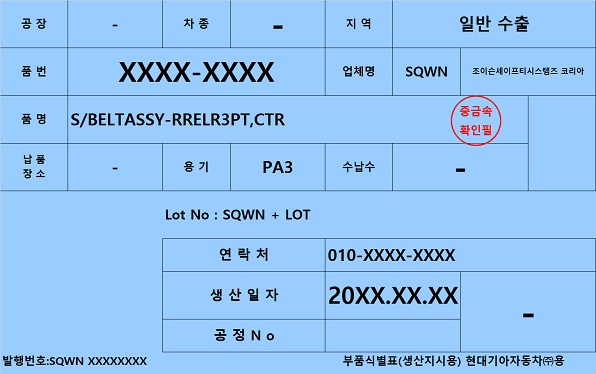 공 장 - 차 종 - 지 역 일반 수출
품 번 XXXX-XXXX 업체명 SQWN 조이슨세이프티시스템즈 코리아
품 명 S/BELTASSY-RRELR3PT,CTR 중금속
확인필
납 품
장 소 - 용 기 PA3 수납수 -
Lot No : SQWN + LOT
연 락 처 010-XXXX-XXXX
생 산 일 자 20XX.XX.XX -
공 정 N o
발행번호:SQWN XXXXXXXX 부품식별표(생산지시용) 현대기아자동차㈜용